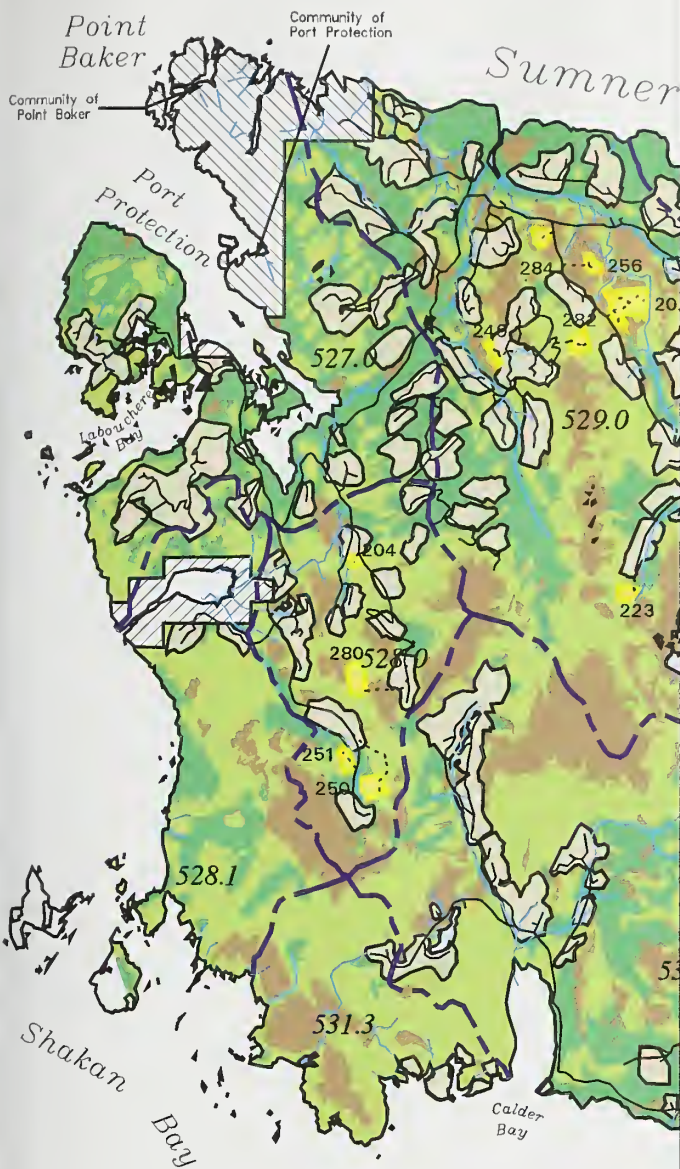 Point
Baker
Community of
Port Protection
Sumner
Community of
Point Baker
Port
Protection
284
256
20
248
282
527.0
529.0
Labouchere
Bay
204
223
280
528.0
251
250
528.1
531.3
53
Shakan
Bay
Calder
Bay